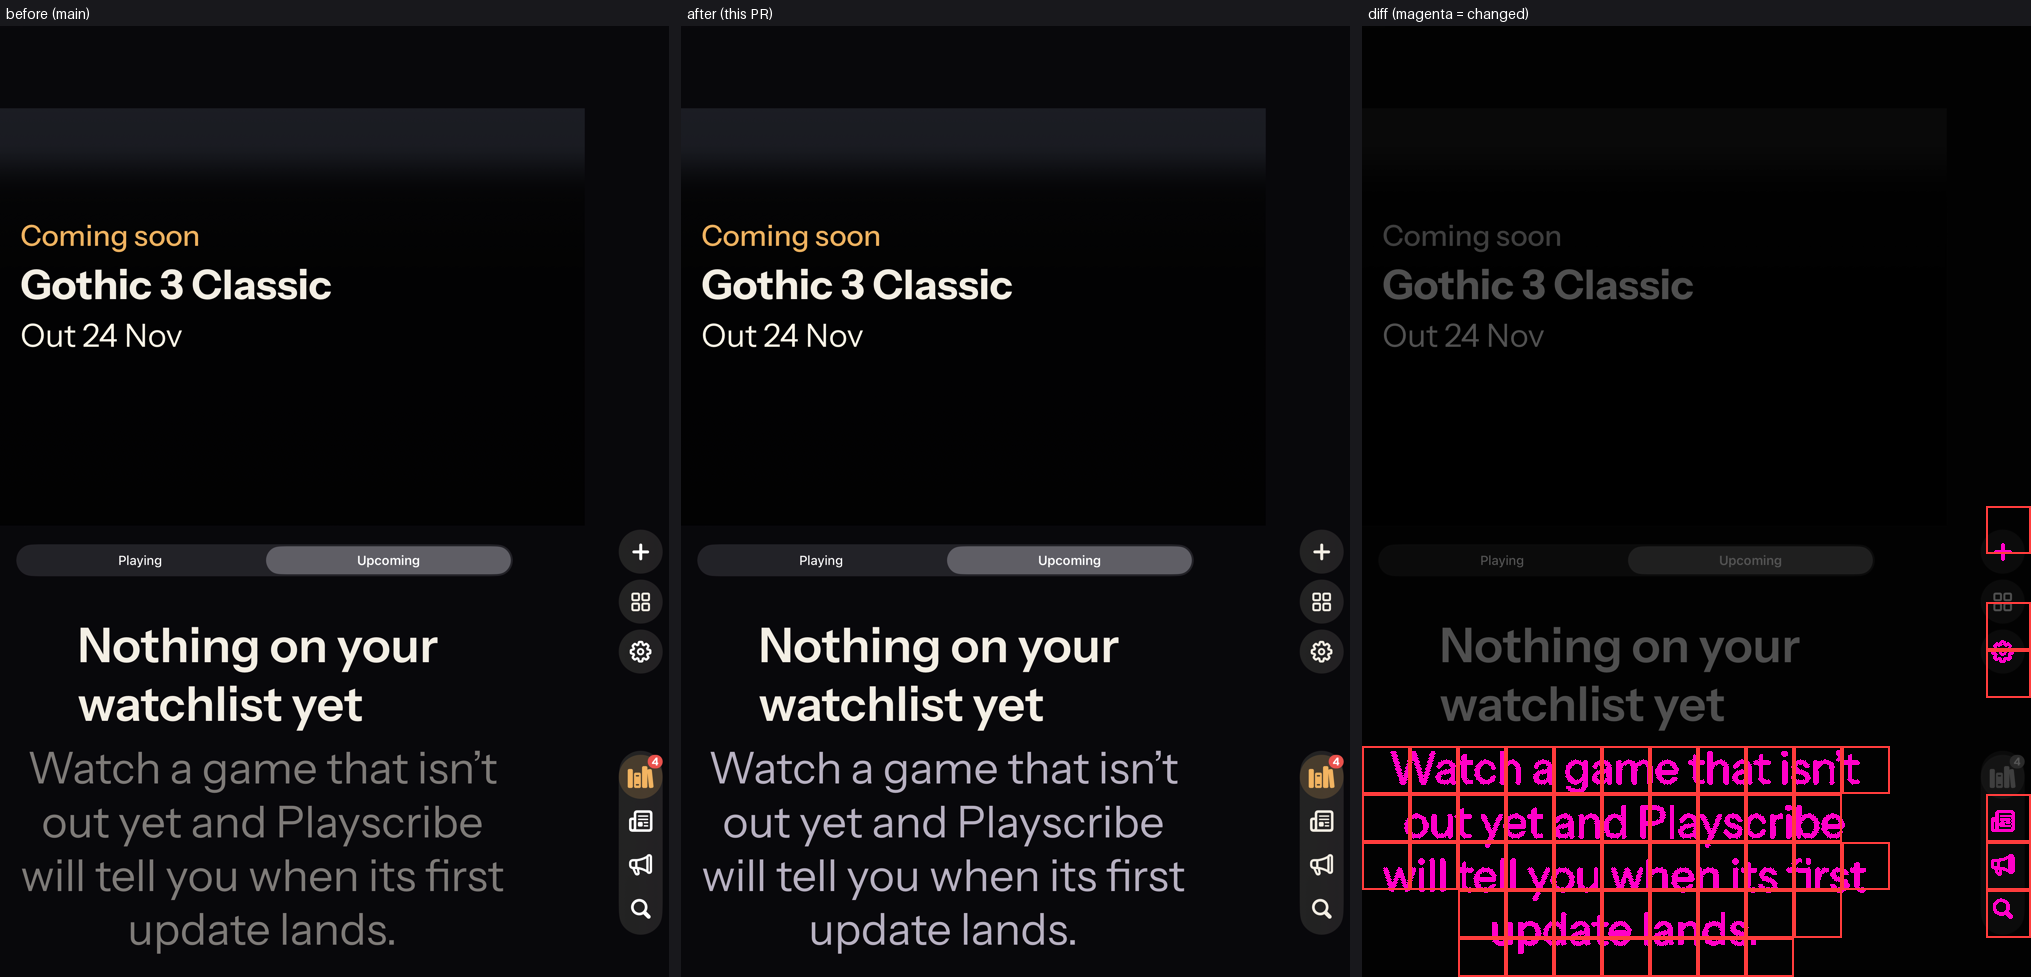 before (main)
Coming soon
Gothic 3 Classic
Out 24 Nov
Playing
Upcoming
Nothing on your
watchlist yet
4
Watch a game that isn't
out yet and Playscribe
will tell you when its first
update lands.
after (this PR)
Coming soon
Gothic 3 Classic
Out 24 Nov
Playing
Upcoming
Nothing on your
watchlist yet
4
Watch a game that isn't
out yet and Playscribe
will tell you when its first
update lands.
diff (magenta = changed)
Coming soon
Gothic 3 Classic
Out 24 Nov
Playing
Upcoming
Nothing on your
watchlist yet
4
Watch a game that isn't
out yet and Playscribe
will tell you when its first
update lands.